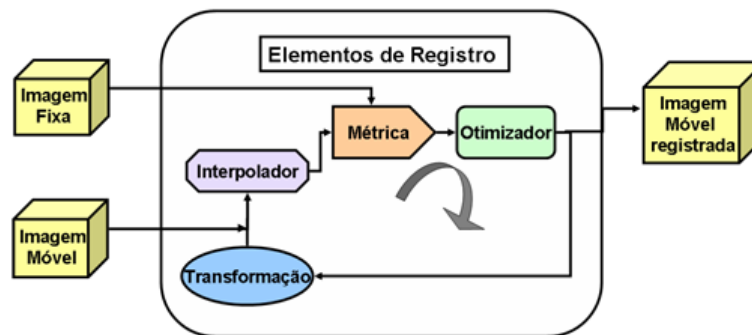 Elementos de Registro
Imagem
Fixa
Métrica
Otimizador
Imagem
Móvel
registrada
Interpolador
Imagem
Móvel
Transformação